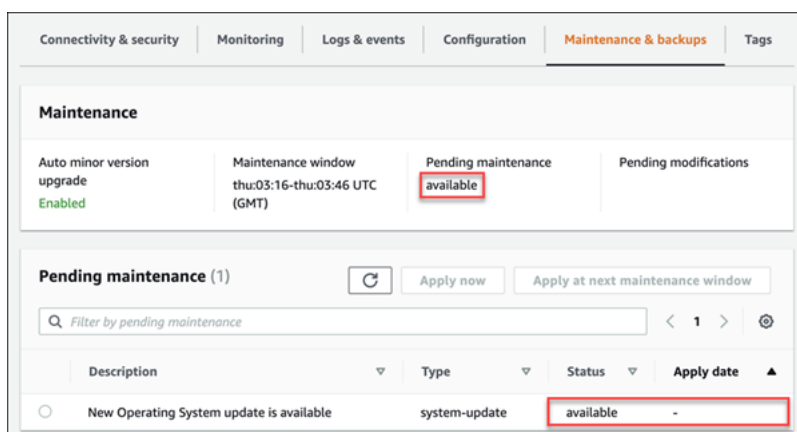 Connectivity & security Monitoring Logs & events Configuration Maintenance & backups Tags
Maintenance
Auto minor version upgrade
Enabled
Maintenance window
thu:03:16-thu:03:46 UTC
(GMT)
Pending maintenance
available
Pending modifications
Pending maintenance (1) Apply now Apply at next maintenance window
Filter by pending maintenance 1
Description Type Status Apply date
New Operating System update is available system-update available -